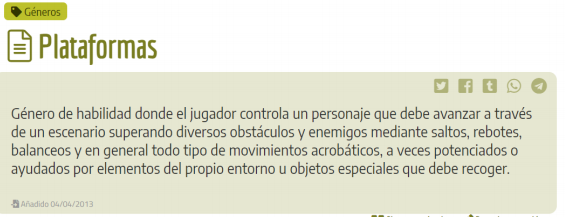 Géneros
Plataformas
Género de habilidad donde el jugador controla un personaje que debe avanzar a través
de un escenario superando diversos obstáculos y enemigos mediante saltos, rebotes,
balanceos y en general todo tipo de movimientos acrobáticos, a veces potenciados o
ayudados por elementos del propio entorno u objetos especiales que debe recoger.
Añadido 04/04/2013